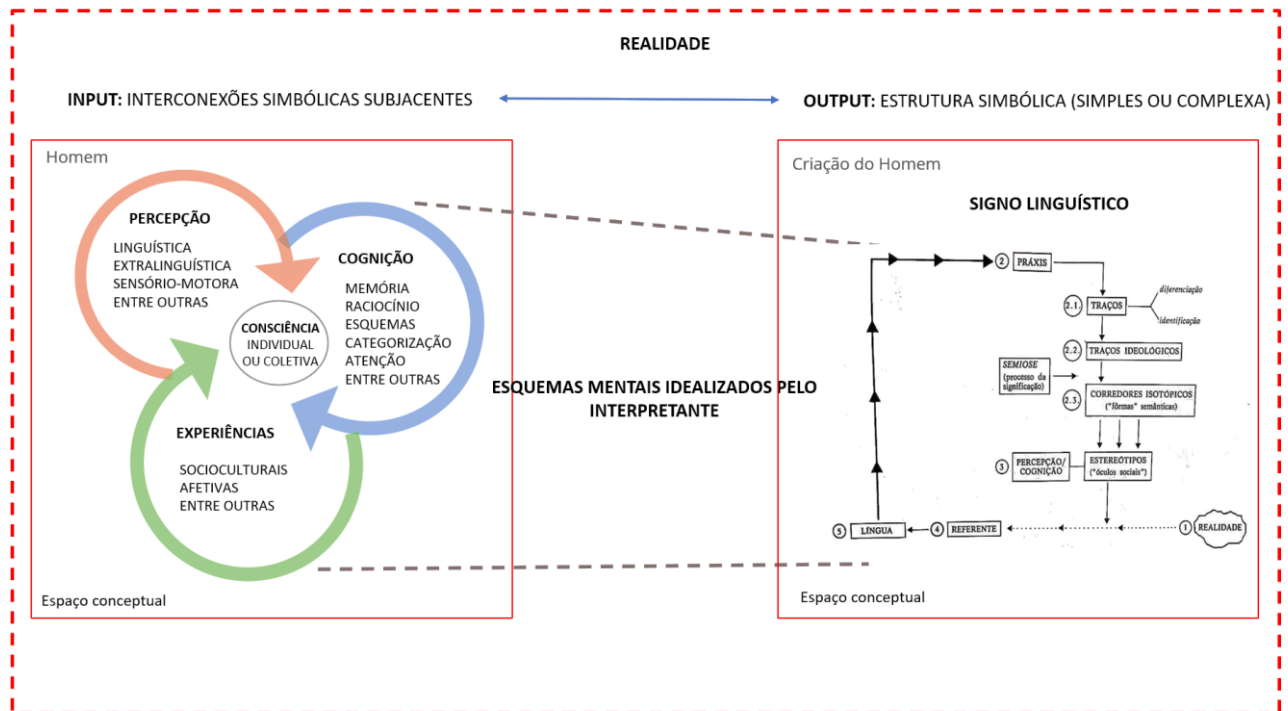 REALIDADE
INPUT: INTERCONEXÕES SIMBÓLICAS SUBJACENTES
OUTPUT: ESTRUTURA SIMBÓLICA (SIMPLES OU COMPLEXA)
Homem
PERCEPÇÃO
LINGUÍSTICA
EXTRALINGUÍSTICA
SENSÓRIO-MOTORA
ENTRE OUTRAS
COGNIÇÃO
MEMÓRIA
RACIOCÍNIO
ESQUEMAS
CATEGORIZAÇÃO
ATENÇÃO
ENTRE OUTRAS
CONSCIÊNCIA
INDIVIDUAL
OU COLETIVA
EXPERIÊNCIAS
SOCIOCULTURAIS
AFETIVAS
ENTRE OUTRAS
Espaço conceptual
ESQUEMAS MENTAIS IDEALIZADOS PELO
INTERPRETANTE
Criação do Homem
SIGNO LINGUÍSTICO
2 PRÁXIS
diferenciação
2.1. TRAÇOS
identificação
2.2. TRAÇOS IDEOLÓGICOS
SEMIOSE
(processo da
significação)
2.3. CORREDORES ISOTÓPICOS
("fôrmas" semânticas)
3 PERCEPÇÃO/
COGNIÇÃO
ESTEREÓTIPOS
("óculos sociais")
5 LÍNGUA
4 REFERENTE
1 REALIDADE
Espaço conceptual